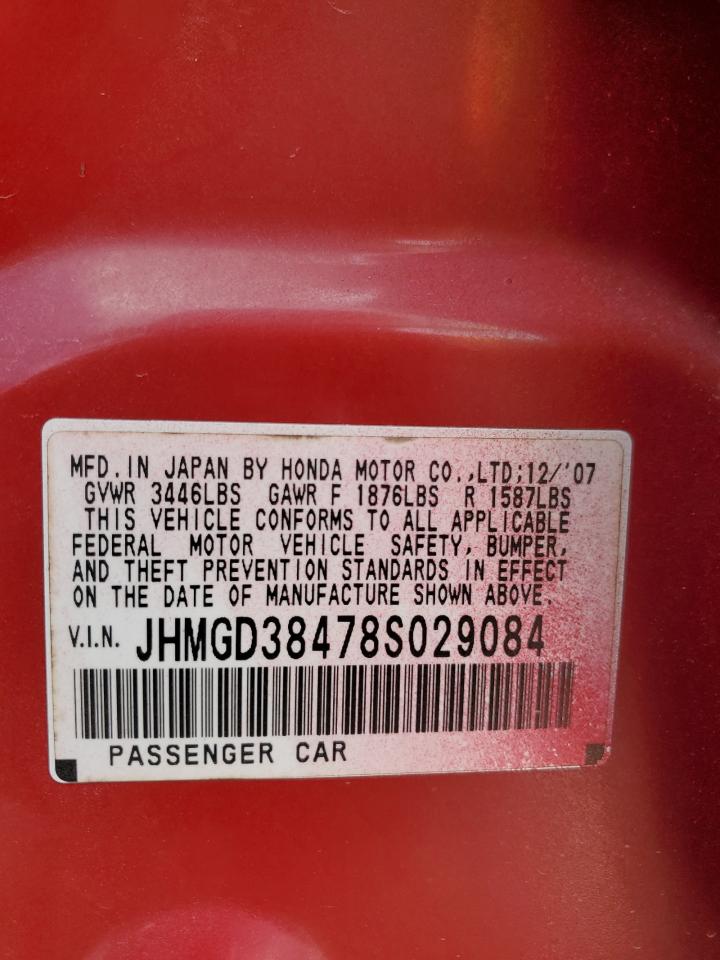 MFD. IN JAPAN BY HONDA MOTOR CO.,LTD;12/'07
GVWR 3446LBS GAWR F 1876LBS R 1587LBS
THIS VEHICLE CONFORMS TO ALL APPLICABLE
FEDERAL MOTOR VEHICLE SAFETY, BUMPER,
AND THEFT PREVENTION STANDARDS IN EFFECT
ON THE DATE OF MANUFACTURE SHOWN ABOVE.
V.I.N. JHMGD38478S029084
PASSENGER CAR